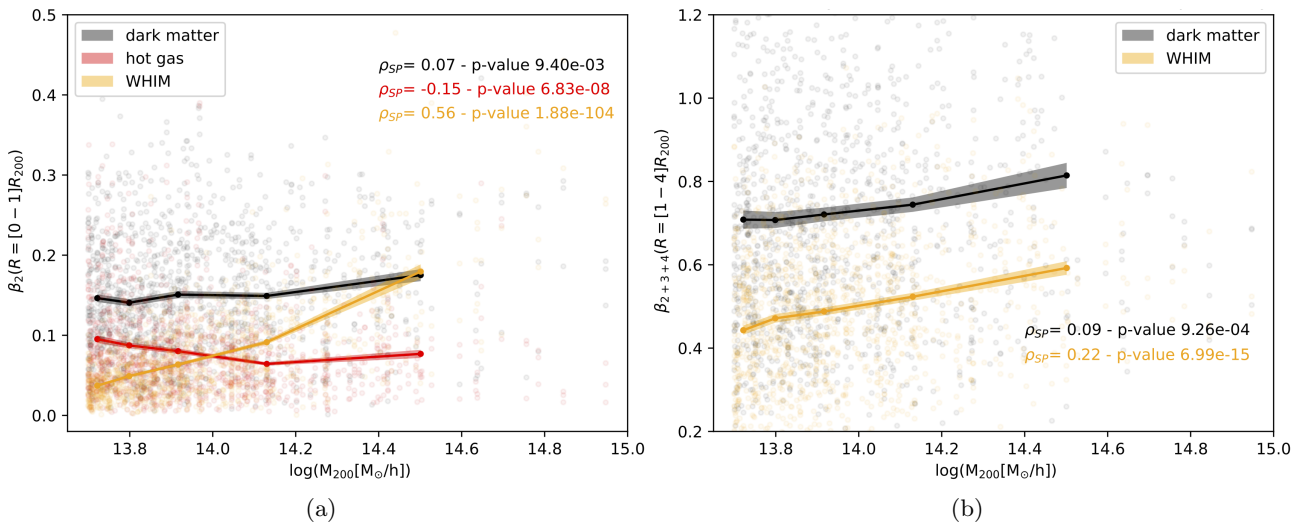 0.5
0.4
0.3
0.2
0.1
0.0
β₂(R = [0 − 1]R₂₀₀)
dark matter
hot gas
WHIM
ρ_SP= 0.07 - p-value 9.40e-03
ρ_SP= -0.15 - p-value 6.83e-08
ρ_SP= 0.56 - p-value 1.88e-104
13.8 14.0 14.2 14.4 14.6 14.8 15.0
log(M₂₀₀[M⊙/h])
(a)
1.2
1.0
0.8
0.6
0.4
0.2
β₂₊₃₊₄(R = [1 − 4]R₂₀₀)
dark matter
WHIM
ρ_SP= 0.09 - p-value 9.26e-04
ρ_SP= 0.22 - p-value 6.99e-15
13.8 14.0 14.2 14.4 14.6 14.8 15.0
log(M₂₀₀[M⊙/h])
(b)